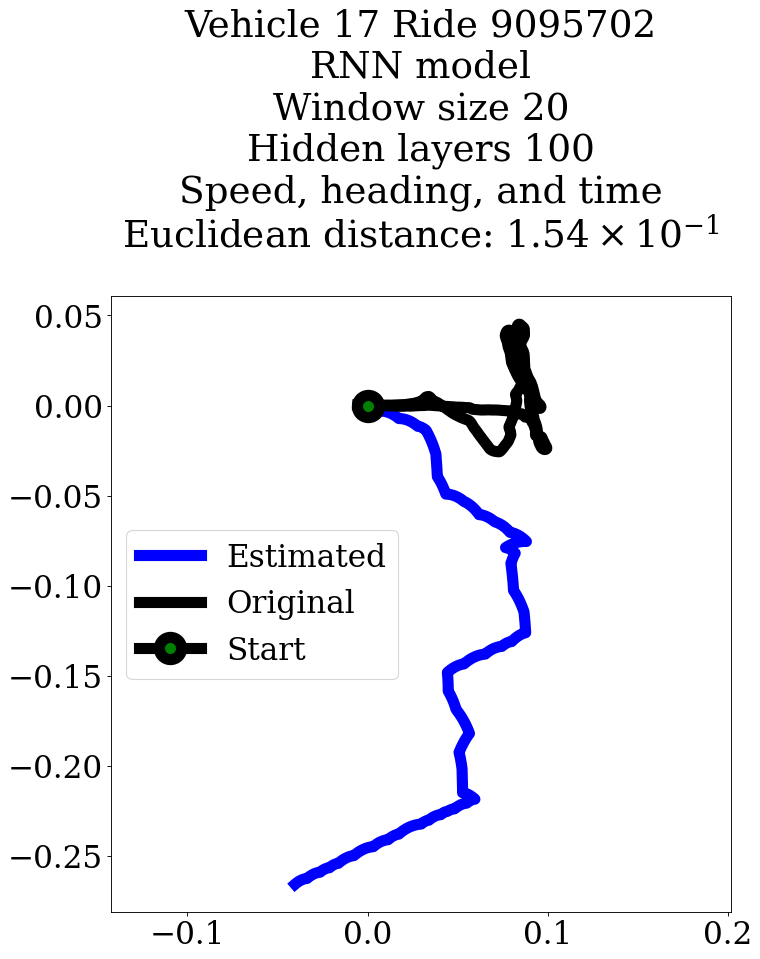 Vehicle 17 Ride 9095702
RNN model
Window size 20
Hidden layers 100
Speed, heading, and time
Euclidean distance: 1.54 × 10⁻¹
0.05
0.00
−0.05
−0.10
−0.15
−0.20
−0.25
Estimated
Original
Start
−0.1
0.0
0.1
0.2